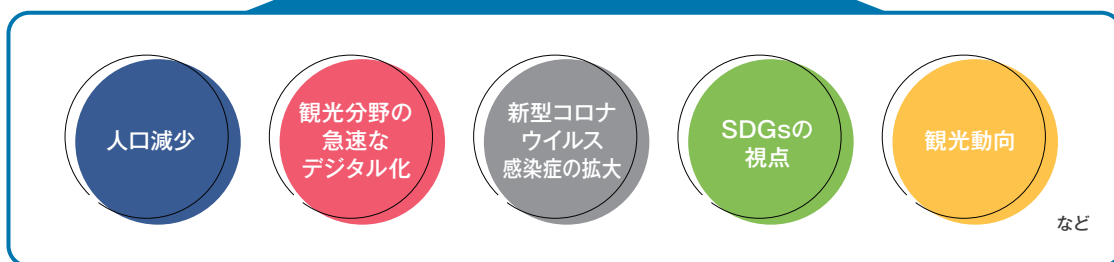 人口減少
観光分野の
急速な
デジタル化
新型コロナ
ウイルス
感染症の拡大
SDGsの
視点
観光動向
など